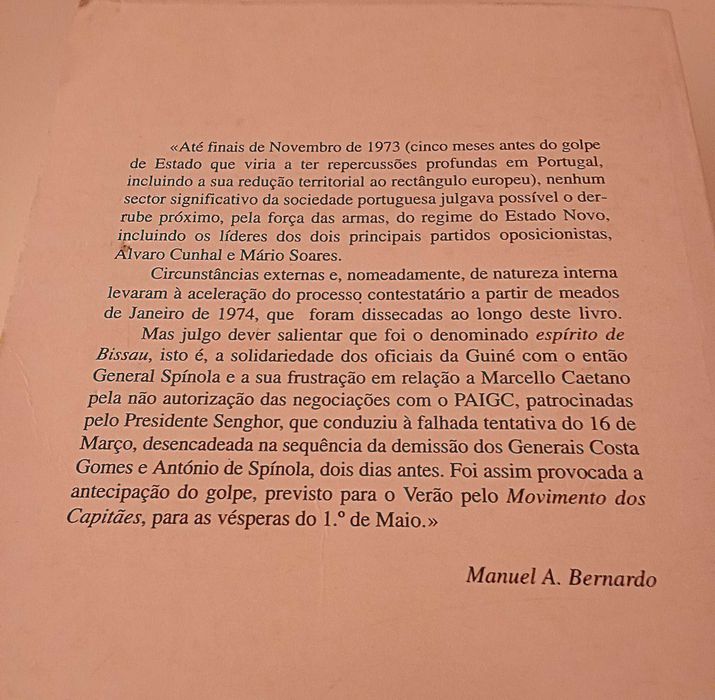 «Até finais de Novembro de 1973 (cinco meses antes do golpe
de Estado que viria a ter repercussões profundas em Portugal,
incluindo a sua redução territorial ao rectângulo europeu), nenhum
sector significativo da sociedade portuguesa julgava possível o der-
rube próximo, pela força das armas, do regime do Estado Novo,
incluindo os líderes dos dois principais partidos oposicionistas,
Álvaro Cunhal e Mário Soares.
Circunstâncias externas e, nomeadamente, de natureza interna
levaram à aceleração do processo contestatário a partir de meados
de Janeiro de 1974, que foram dissecadas ao longo deste livro.
Mas julgo dever salientar que foi o denominado espírito de
Bissau, isto é, a solidariedade dos oficiais da Guiné com o então
General Spínola e a sua frustração em relação a Marcello Caetano
pela não autorização das negociações com o PAIGC, patrocinadas
pelo Presidente Senghor, que conduziu à falhada tentativa do 16 de
Março, desencadeada na sequência da demissão dos Generais Costa
Gomes e António de Spínola, dois dias antes. Foi assim provocada a
antecipação do golpe, previsto para o Verão pelo Movimento dos
Capitães, para as vésperas do 1.º de Maio.»
Manuel A. Bernardo